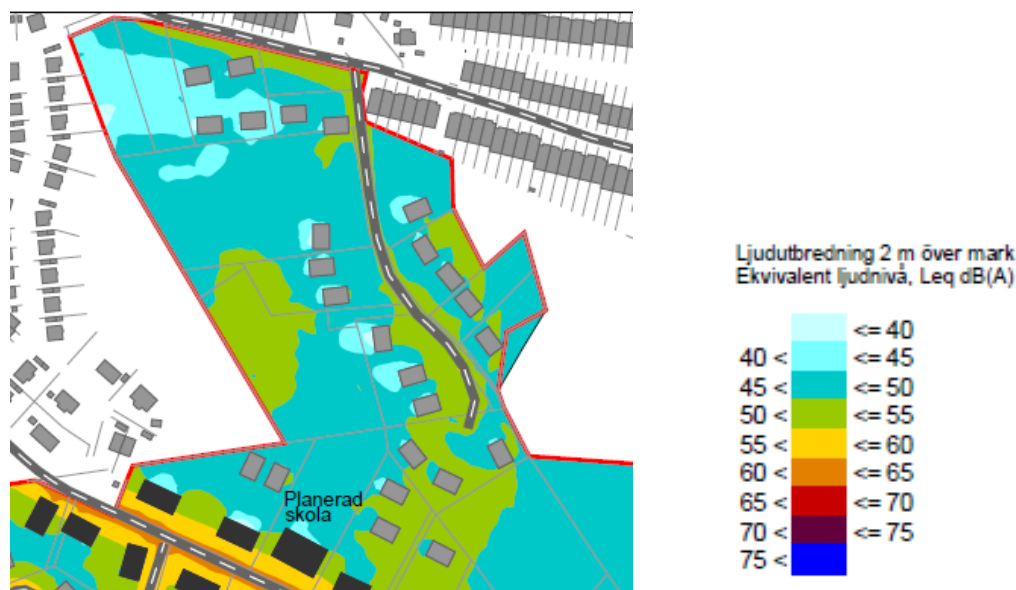 Planerad
skola
Ljudutbredning 2 m över mark
Ekvivalent ljudnivå, Leq dB(A)
<= 40
40 < <= 45
45 < <= 50
50 < <= 55
55 < <= 60
60 < <= 65
65 < <= 70
70 < <= 75
75 <